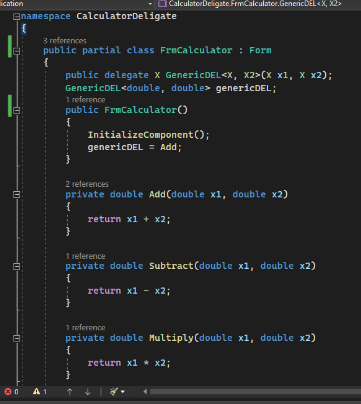 lication
CalculatorDeligate.FrmCalculator.GenericDEL<X, X2>
namespace CalculatorDeligate
{
3 references
public partial class FrmCalculator : Form
{
public delegate X GenericDEL<X, X2>(X x1, X x2);
GenericDEL<double, double> genericDEL;
1 reference
public FrmCalculator()
{
InitializeComponent();
genericDEL = Add;
}
2 references
private double Add(double x1, double x2)
{
return x1 + x2;
}
1 reference
private double Subtract(double x1, double x2)
{
return x1 - x2;
}
1 reference
private double Multiply(double x1, double x2)
{
return x1 * x2;
}
0 1